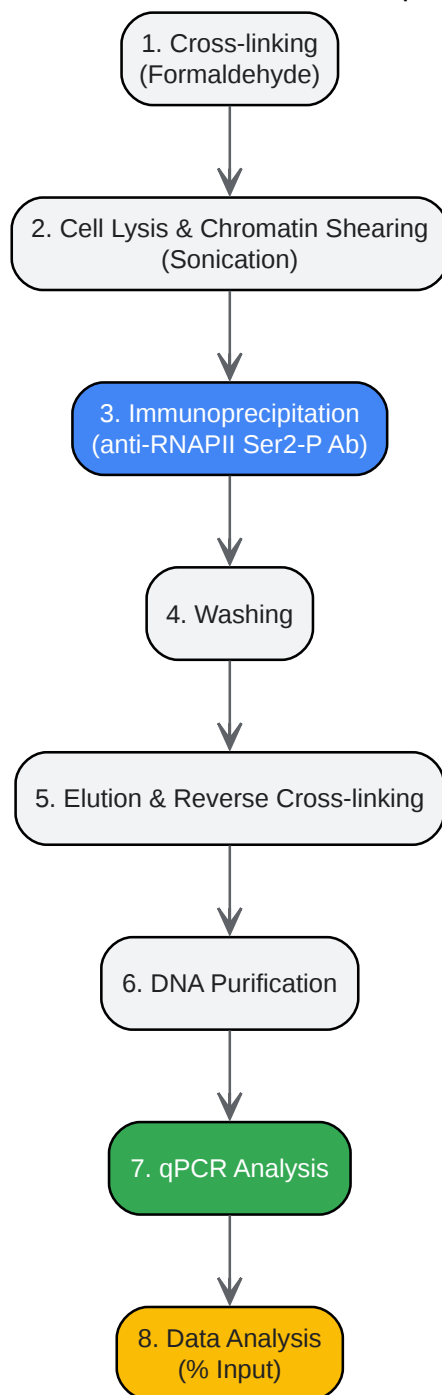 1. Cross-linking
(Formaldehyde)
2. Cell Lysis & Chromatin Shearing
(Sonication)
3. Immunoprecipitation
(anti-RNAPII Ser2-P Ab)
4. Washing
5. Elution & Reverse Cross-linking
6. DNA Purification
7. qPCR Analysis
8. Data Analysis
(% Input)